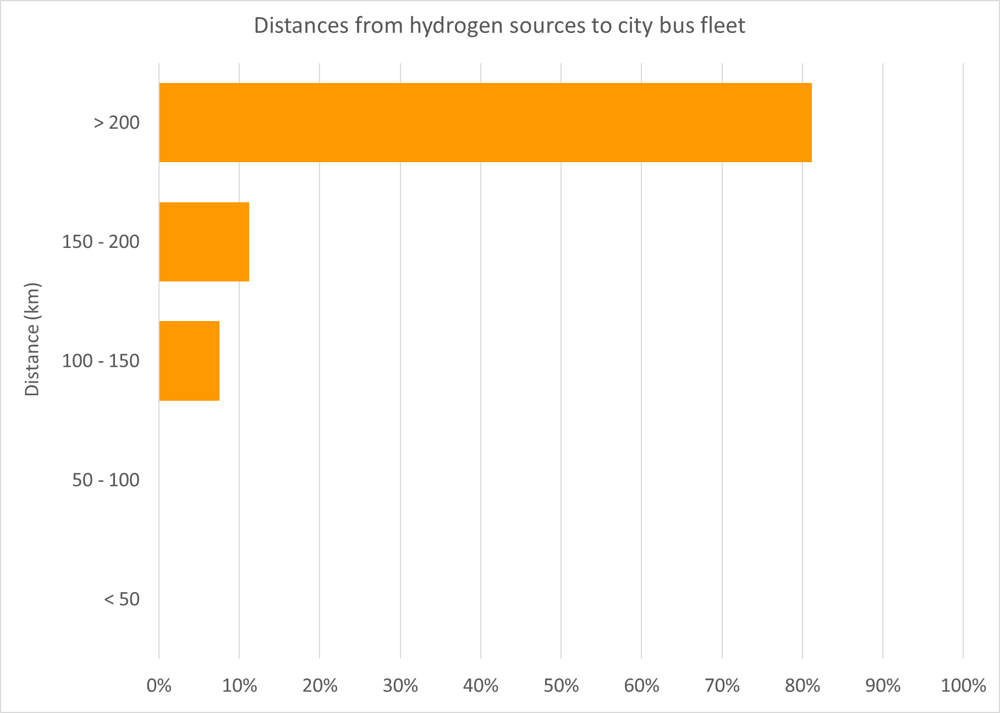 Distances from hydrogen sources to city bus fleet
Distance (km)
> 200
150 - 200
100 - 150
50 - 100
< 50
0% 10% 20% 30% 40% 50% 60% 70% 80% 90% 100%